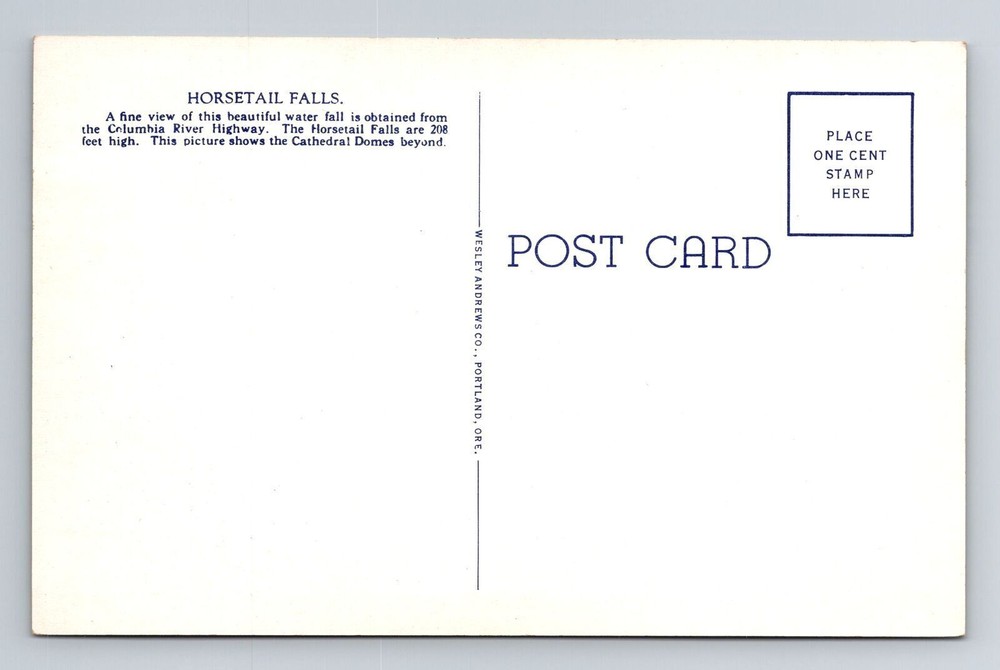 HORSETAIL FALLS.
A fine view of this beautiful water fall is obtained from
the Columbia River Highway. The Horsetail Falls are 208
feet high. This picture shows the Cathedral Domes beyond.
WESLEY ANDREWS CO., PORTLAND, ORE.
POST CARD
PLACE
ONE CENT
STAMP
HERE